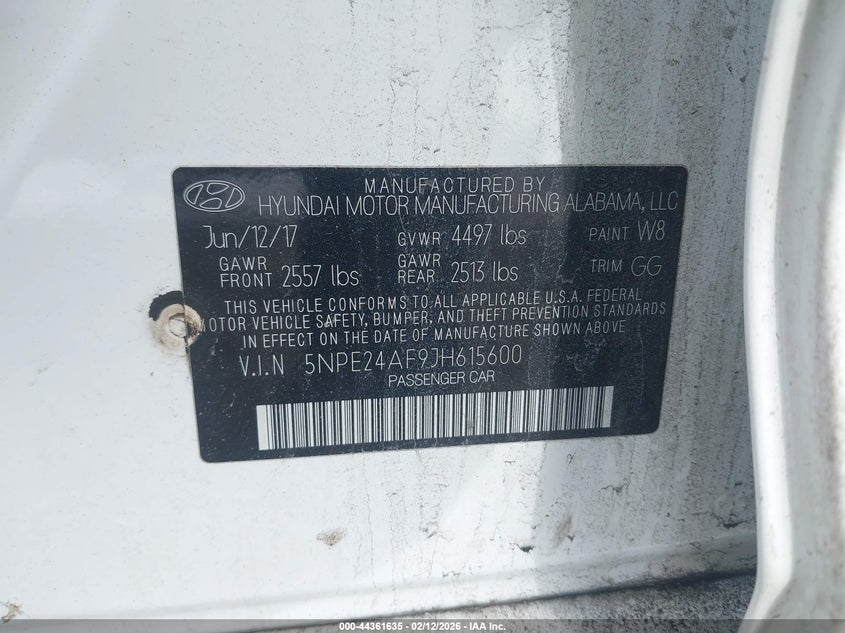 MANUFACTURED BY
HYUNDAI MOTOR MANUFACTURING ALABAMA, LLC
Jun/12/17 GVWR 4497 lbs PAINT W8
GAWR FRONT 2557 lbs GAWR REAR 2513 lbs TRIM GG
THIS VEHICLE CONFORMS TO ALL APPLICABLE U.S.A. FEDERAL
MOTOR VEHICLE SAFETY, BUMPER, AND THEFT PREVENTION STANDARDS
IN EFFECT ON THE DATE OF MANUFACTURE SHOWN ABOVE
V.I.N 5NPE24AF9JH615600
PASSENGER CAR
000-44361635 - 02/12/2026 - IAA Inc.